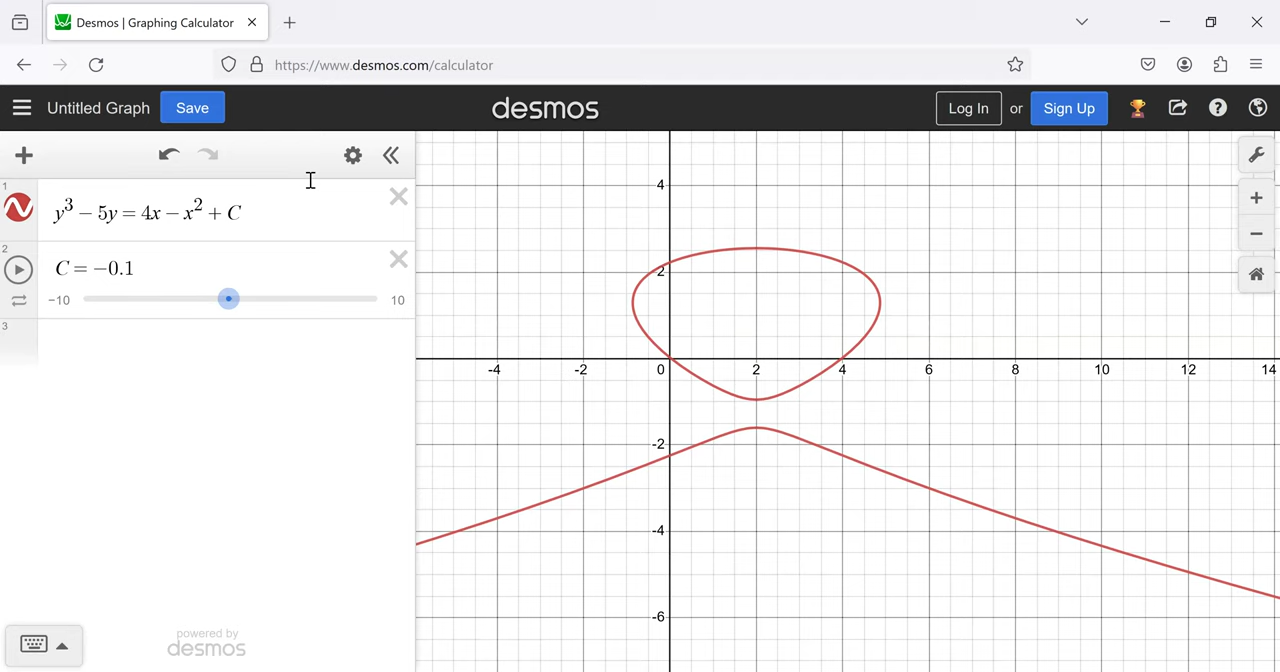 Desmos | Graphing Calculator
https://www.desmos.com/calculator
Untitled Graph Save desmos Log In or Sign Up
1
y³ − 5y = 4x − x² + C
2
C = −0.1
−10 10
3
powered by
desmos
4
2
-4 -2 0 2 4 6 8 10 12 14
-2
-4
-6